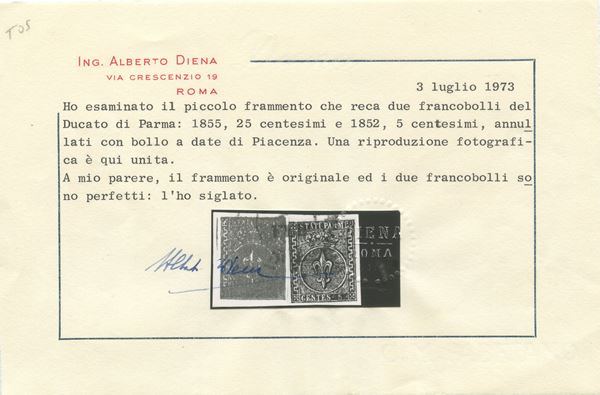 TOS
ING. ALBERTO DIENA
VIA CRESCENZIO 19
ROMA
3 luglio 1973
Ho esaminato il piccolo frammento che reca due francobolli del
Ducato di Parma: 1855, 25 centesimi e 1852, 5 centesimi, annul
lati con bollo a date di Piacenza. Una riproduzione fotografi-
ca è qui unita.
A mio parere, il frammento è originale ed i due francobolli so
no perfetti: l'ho siglato.
STATI PARM
CENTES. 5
DIENA
ROMA